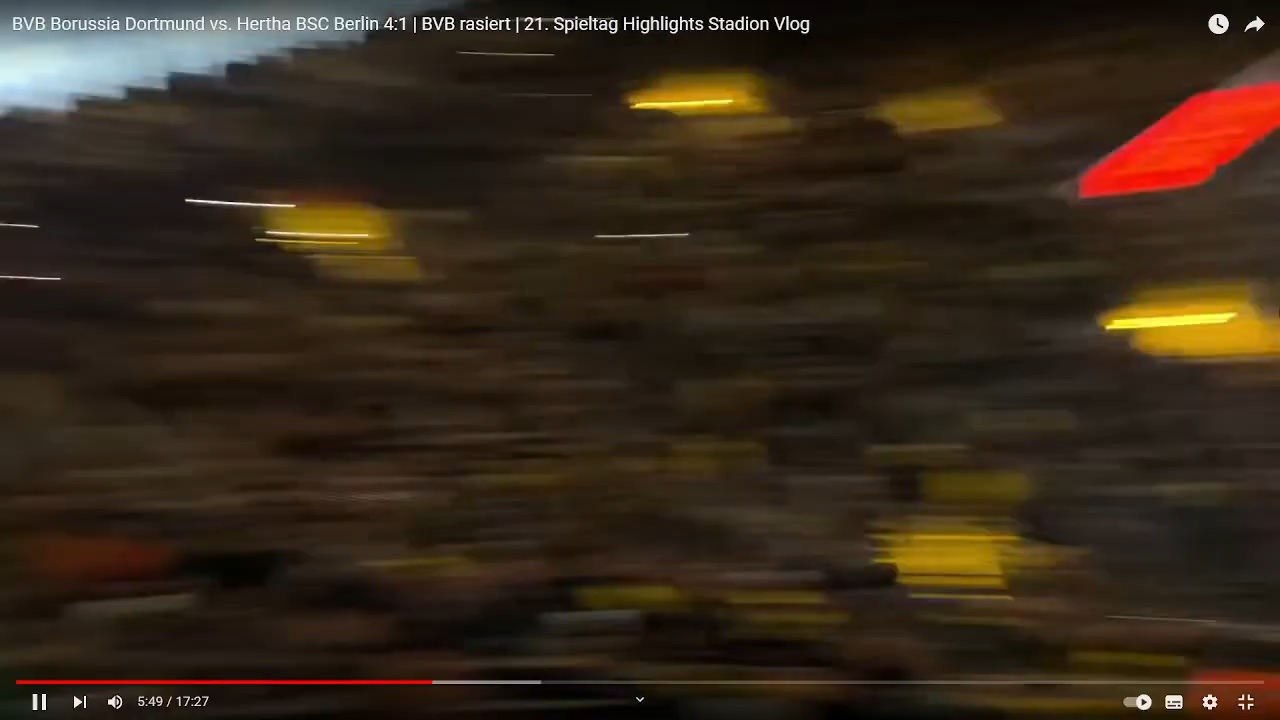 BVB Borussia Dortmund vs. Hertha BSC Berlin 4:1 | BVB rasiert | 21. Spieltag Highlights Stadion Vlog
5:49 / 17:27